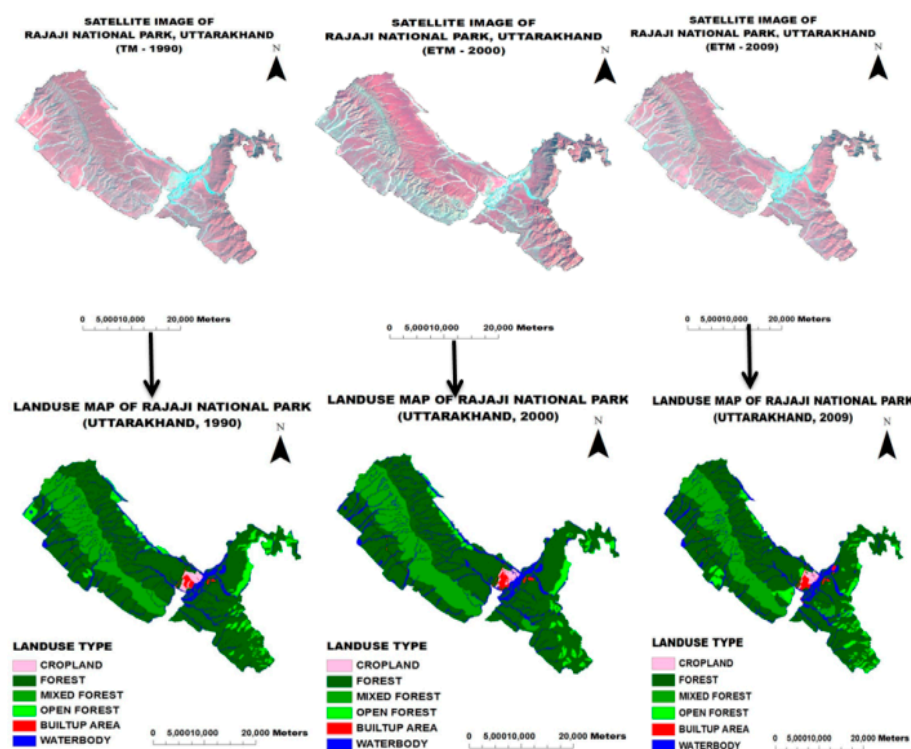 SATELLITE IMAGE OF
RAJAJI NATIONAL PARK, UTTARAKHAND
(TM - 1990)
N
0 5,00010,000 20,000 Meters
SATELLITE IMAGE OF
RAJAJI NATIONAL PARK, UTTARAKHAND
(ETM - 2000)
N
0 5,00010,000 20,000 Meters
SATELLITE IMAGE OF
RAJAJI NATIONAL PARK, UTTARAKHAND
(ETM - 2009)
N
0 5,00010,000 20,000 Meters
LANDUSE MAP OF RAJAJI NATIONAL PARK
(UTTARAKHAND, 1990)
N
LANDUSE TYPE
CROPLAND
FOREST
MIXED FOREST
OPEN FOREST
BUILTUP AREA
WATERBODY
0 5,00010,000 20,000 Meters
LANDUSE MAP OF RAJAJI NATIONAL PARK
(UTTARAKHAND, 2000)
N
LANDUSE TYPE
CROPLAND
FOREST
MIXED FOREST
OPEN FOREST
BUILTUP AREA
WATERBODY
0 5,00010,000 20,000 Meters
LANDUSE MAP OF RAJAJI NATIONAL PARK
(UTTARAKHAND, 2009)
N
LANDUSE TYPE
CROPLAND
FOREST
MIXED FOREST
OPEN FOREST
BUILTUP AREA
WATERBODY
0 5,00010,000 20,000 Meters